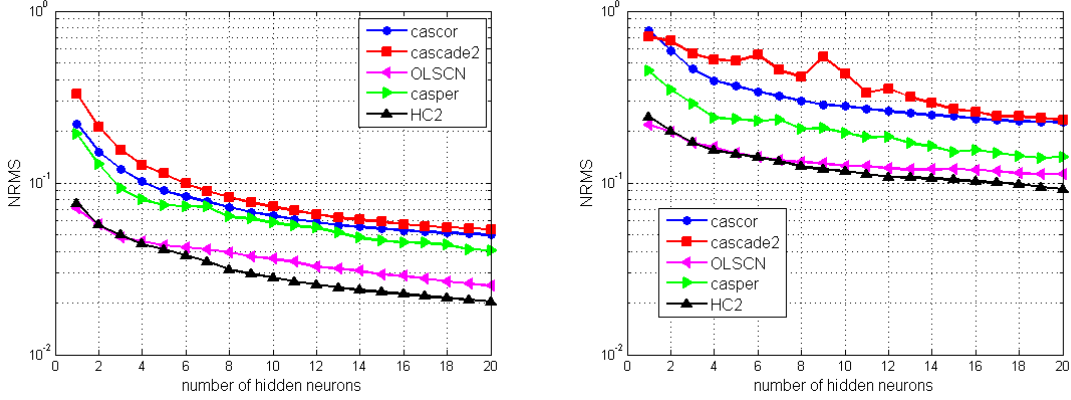 10^0
10^-1
10^-2
NRMS
0 2 4 6 8 10 12 14 16 18 20
number of hidden neurons
cascor
cascade2
OLSCN
casper
HC2
10^0
10^-1
10^-2
NRMS
0 2 4 6 8 10 12 14 16 18 20
number of hidden neurons
cascor
cascade2
OLSCN
casper
HC2